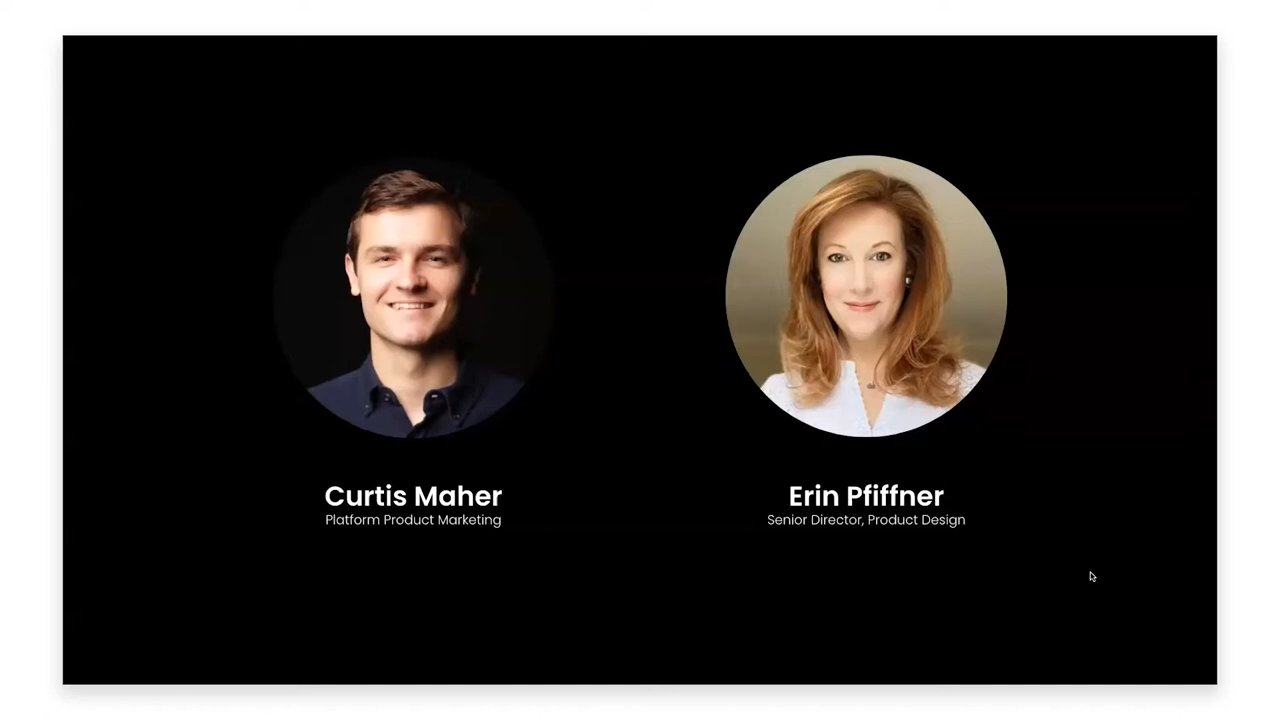 Curtis Maher
Platform Product Marketing
Erin Pfiffner
Senior Director, Product Design